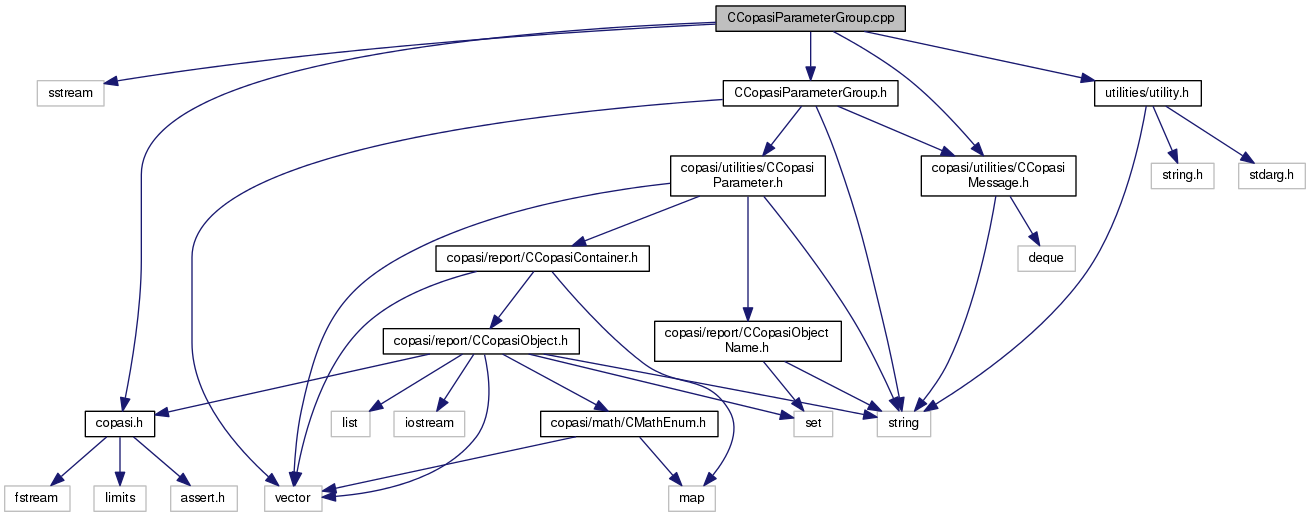 CCopasiParameterGroup.cpp
sstream
CCopasiParameterGroup.h
utilities/utility.h
copasi/utilities/CCopasi
Parameter.h
copasi/utilities/CCopasi
Message.h
string.h
stdarg.h
copasi/report/CCopasiContainer.h
deque
copasi/report/CCopasiObject.h
copasi/report/CCopasiObject
Name.h
copasi.h
list
iostream
copasi/math/CMathEnum.h
set
string
fstream
limits
assert.h
vector
map